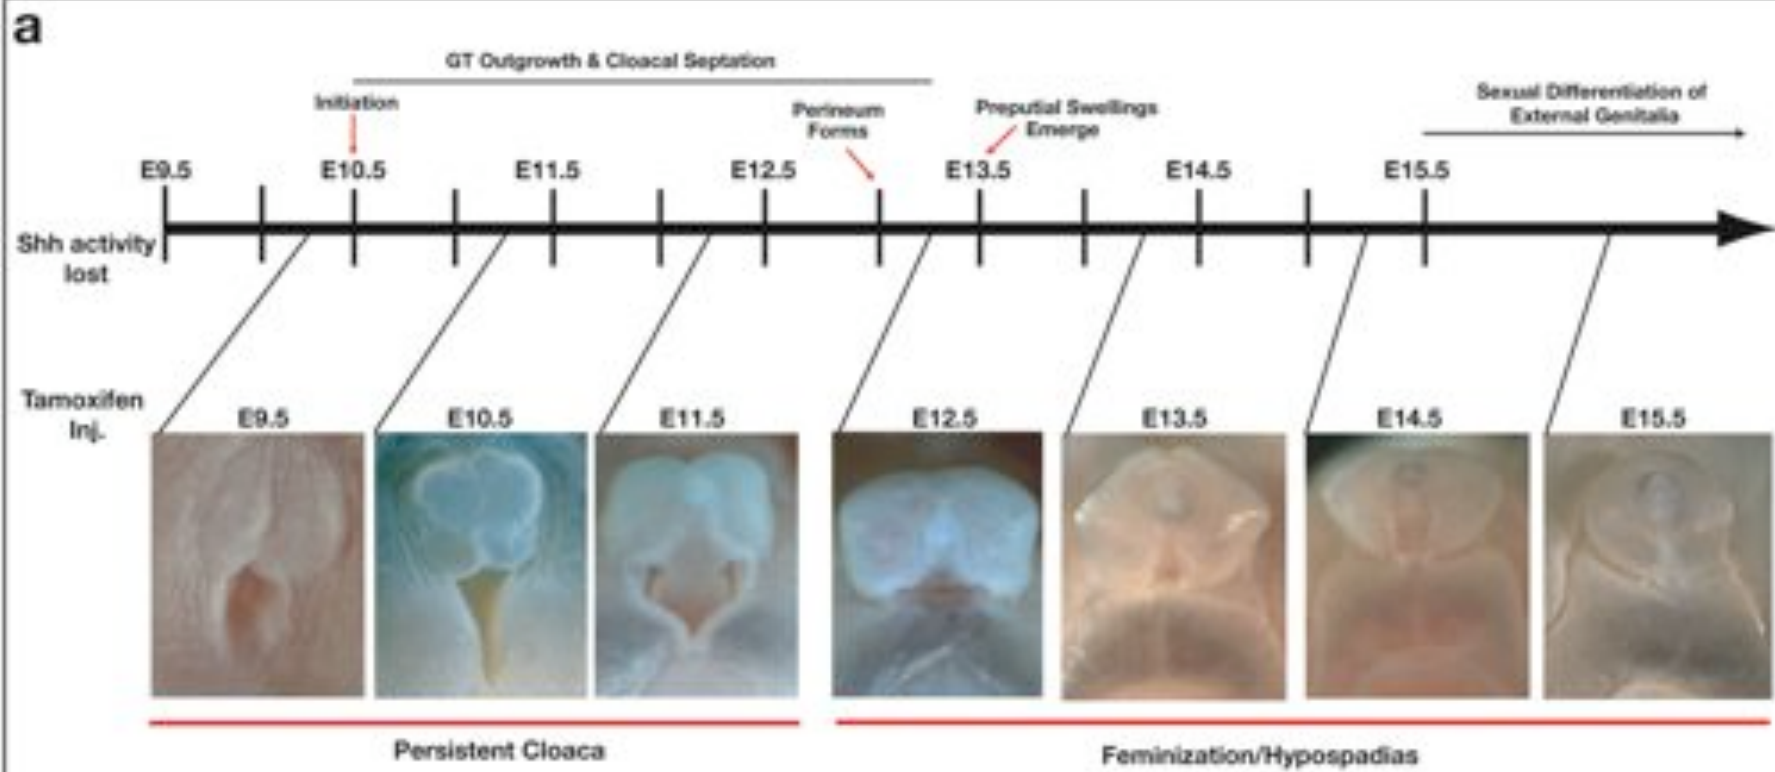 a
GT Outgrowth & Cloacal Septation
Initiation
Perineum
Forms
Preputial Swellings
Emerge
Sexual Differentiation of
External Genitalia
E9.5 E10.5 E11.5 E12.5 E13.5 E14.5 E15.5
Shh activity
lost
Tamoxifen
Inj.
E9.5 E10.5 E11.5 E12.5 E13.5 E14.5 E15.5
Persistent Cloaca
Feminization/Hypospadias